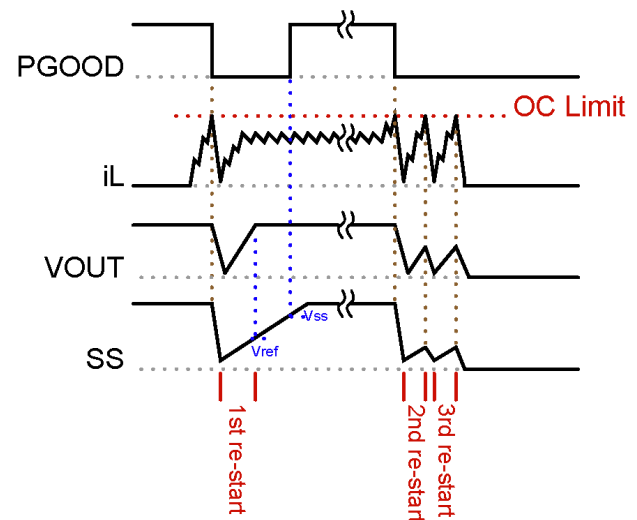 PGOOD
OC Limit
iL
VOUT
Vss
Vref
SS
1st re-start
2nd re-start
3rd re-start